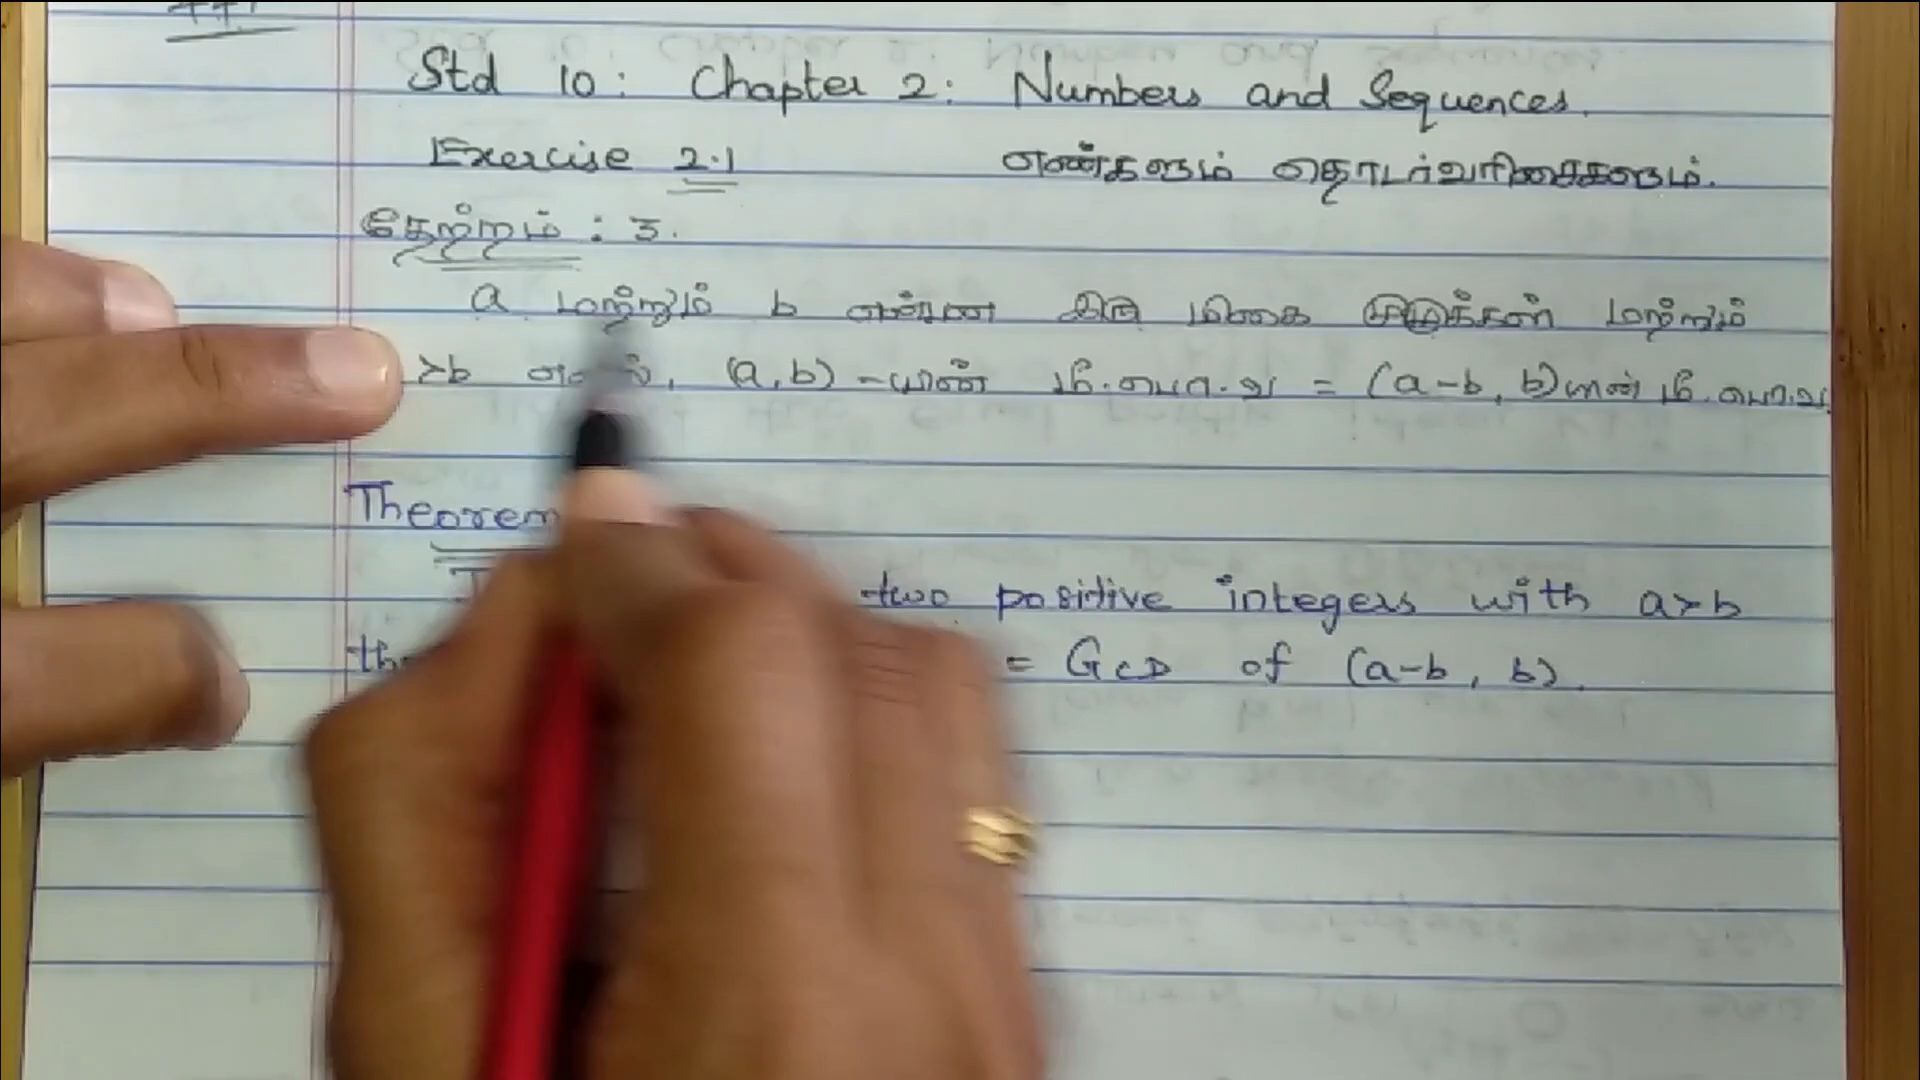 Std 10: Chapter 2: Numbers and Sequences.
Exercise 2.1 எண்களும் தொடர்வரிசைகளும்.
தேற்றம் : 3.
a மற்றும் b என்பன இரு மிகை முழுக்கள் மற்றும்
>b எனில், (a,b) -யின் மீ.பொ.வ = (a-b, b)யின் மீ.பொ.வ
Theorem
two positive integers with a>b
= GCD of (a-b, b).